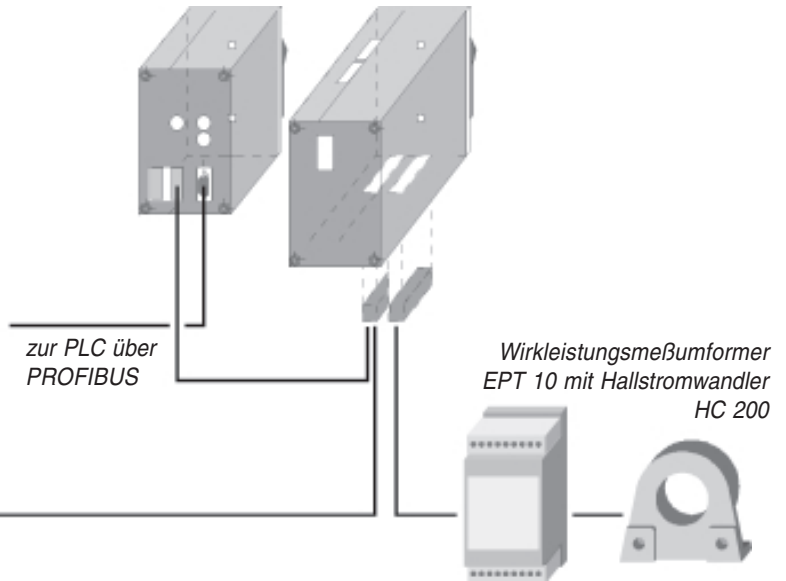 zur PLC über
PROFIBUS
Wirkleistungsmeßumformer
EPT 10 mit Hallstromwandler
HC 200